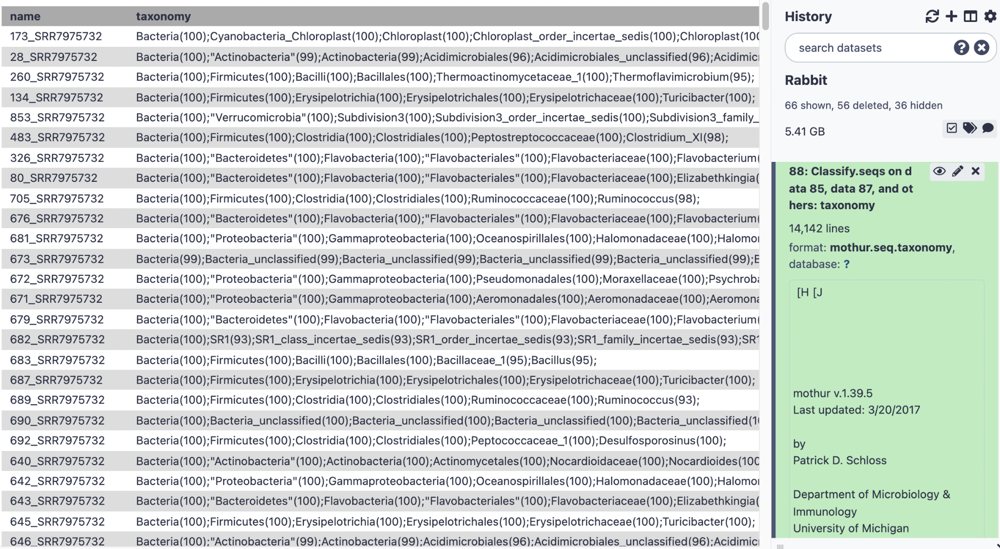 name taxonomy
173_SRR7975732 Bacteria(100);Cyanobacteria_Chloroplast(100);Chloroplast(100);Chloroplast_order_incertae_sedis(100);Chloroplast(100
28_SRR7975732 Bacteria(100);"Actinobacteria"(99);Actinobacteria(99);Acidimicrobiales(96);Acidimicrobiales_unclassified(96);Acidimic
260_SRR7975732 Bacteria(100);Firmicutes(100);Bacilli(100);Bacillales(100);Thermoactinomycetaceae_1(100);Thermoflavimicrobium(95);
134_SRR7975732 Bacteria(100);Firmicutes(100);Erysipelotrichia(100);Erysipelotrichales(100);Erysipelotrichaceae(100);Turicibacter(100);
853_SRR7975732 Bacteria(100);"Verrucomicrobia"(100);Subdivision3(100);Subdivision3_order_incertae_sedis(100);Subdivision3_family_
483_SRR7975732 Bacteria(100);Firmicutes(100);Clostridia(100);Clostridiales(100);Peptostreptococcaceae(100);Clostridium_XI(98);
326_SRR7975732 Bacteria(100);"Bacteroidetes"(100);Flavobacteria(100);"Flavobacteriales"(100);Flavobacteriaceae(100);Flavobacterium(
80_SRR7975732 Bacteria(100);"Bacteroidetes"(100);Flavobacteria(100);"Flavobacteriales"(100);Flavobacteriaceae(100);Elizabethkingia(
705_SRR7975732 Bacteria(100);Firmicutes(100);Clostridia(100);Clostridiales(100);Ruminococcaceae(100);Ruminococcus(98);
676_SRR7975732 Bacteria(100);"Bacteroidetes"(100);Flavobacteria(100);"Flavobacteriales"(100);Flavobacteriaceae(100);Flavobacterium(
681_SRR7975732 Bacteria(100);"Proteobacteria"(100);Gammaproteobacteria(100);Oceanospirillales(100);Halomonadaceae(100);Halomon
673_SRR7975732 Bacteria(99);Bacteria_unclassified(99);Bacteria_unclassified(99);Bacteria_unclassified(99);Bacteria_unclassified(99);B
672_SRR7975732 Bacteria(100);"Proteobacteria"(100);Gammaproteobacteria(100);Pseudomonadales(100);Moraxellaceae(100);Psychroba
671_SRR7975732 Bacteria(100);"Proteobacteria"(100);Gammaproteobacteria(100);Aeromonadales(100);Aeromonadaceae(100);Aeromona
679_SRR7975732 Bacteria(100);"Bacteroidetes"(100);Flavobacteria(100);"Flavobacteriales"(100);Flavobacteriaceae(100);Flavobacterium(
682_SRR7975732 Bacteria(100);SR1(93);SR1_class_incertae_sedis(93);SR1_order_incertae_sedis(93);SR1_family_incertae_sedis(93);SR1
683_SRR7975732 Bacteria(100);Firmicutes(100);Bacilli(100);Bacillales(100);Bacillaceae_1(95);Bacillus(95);
687_SRR7975732 Bacteria(100);Firmicutes(100);Erysipelotrichia(100);Erysipelotrichales(100);Erysipelotrichaceae(100);Turicibacter(100);
689_SRR7975732 Bacteria(100);Firmicutes(100);Clostridia(100);Clostridiales(100);Ruminococcaceae(100);Ruminococcus(93);
690_SRR7975732 Bacteria(100);Bacteria_unclassified(100);Bacteria_unclassified(100);Bacteria_unclassified(100);Bacteria_unclassified(10
692_SRR7975732 Bacteria(100);Firmicutes(100);Clostridia(100);Clostridiales(100);Peptococcaceae_1(100);Desulfosporosinus(100);
640_SRR7975732 Bacteria(100);"Actinobacteria"(100);Actinobacteria(100);Actinomycetales(100);Nocardioidaceae(100);Nocardioides(100
642_SRR7975732 Bacteria(100);"Proteobacteria"(100);Gammaproteobacteria(100);Oceanospirillales(100);Halomonadaceae(100);Halomon
643_SRR7975732 Bacteria(100);"Bacteroidetes"(100);Flavobacteria(100);"Flavobacteriales"(100);Flavobacteriaceae(100);Elizabethkingia(
645_SRR7975732 Bacteria(100);Firmicutes(100);Erysipelotrichia(100);Erysipelotrichales(100);Erysipelotrichaceae(100);Turicibacter(100);
646_SRR7975732 Bacteria(100);"Actinobacteria"(99);Actinobacteria(99);Acidimicrobiales(96);Acidimicrobiales_unclassified(96);Acidimic
History
search datasets
Rabbit
66 shown, 56 deleted, 36 hidden
5.41 GB
88: Classify.seqs on d
ata 85, data 87, and ot
hers: taxonomy
14,142 lines
format: mothur.seq.taxonomy,
database: ?
[H [J
mothur v.1.39.5
Last updated: 3/20/2017
by
Patrick D. Schloss
Department of Microbiology &
Immunology
University of Michigan